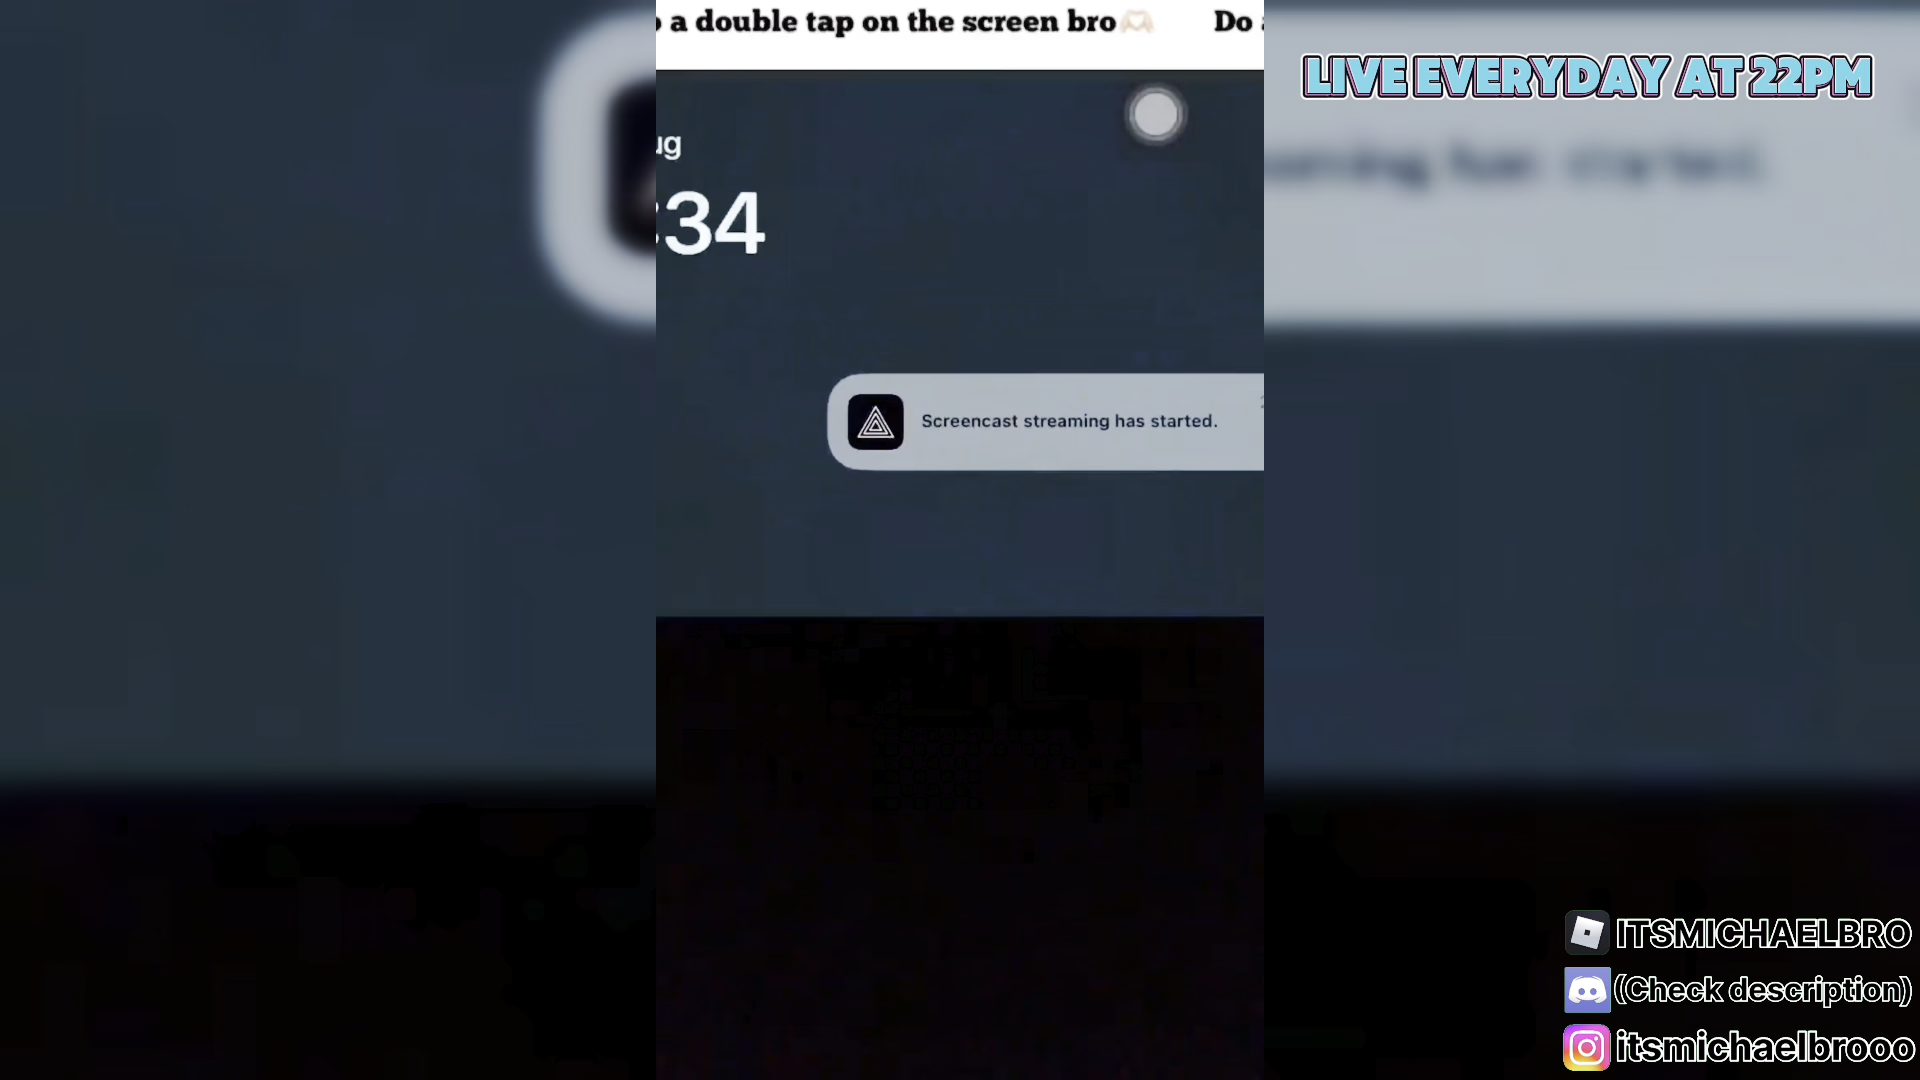 a double tap on the screen bro🫶🏻 Do
LIVE EVERYDAY AT 22PM
ug
:34
Screencast streaming has started.
ITSMICHAELBRO
(Check description)
itsmichaelbrooo